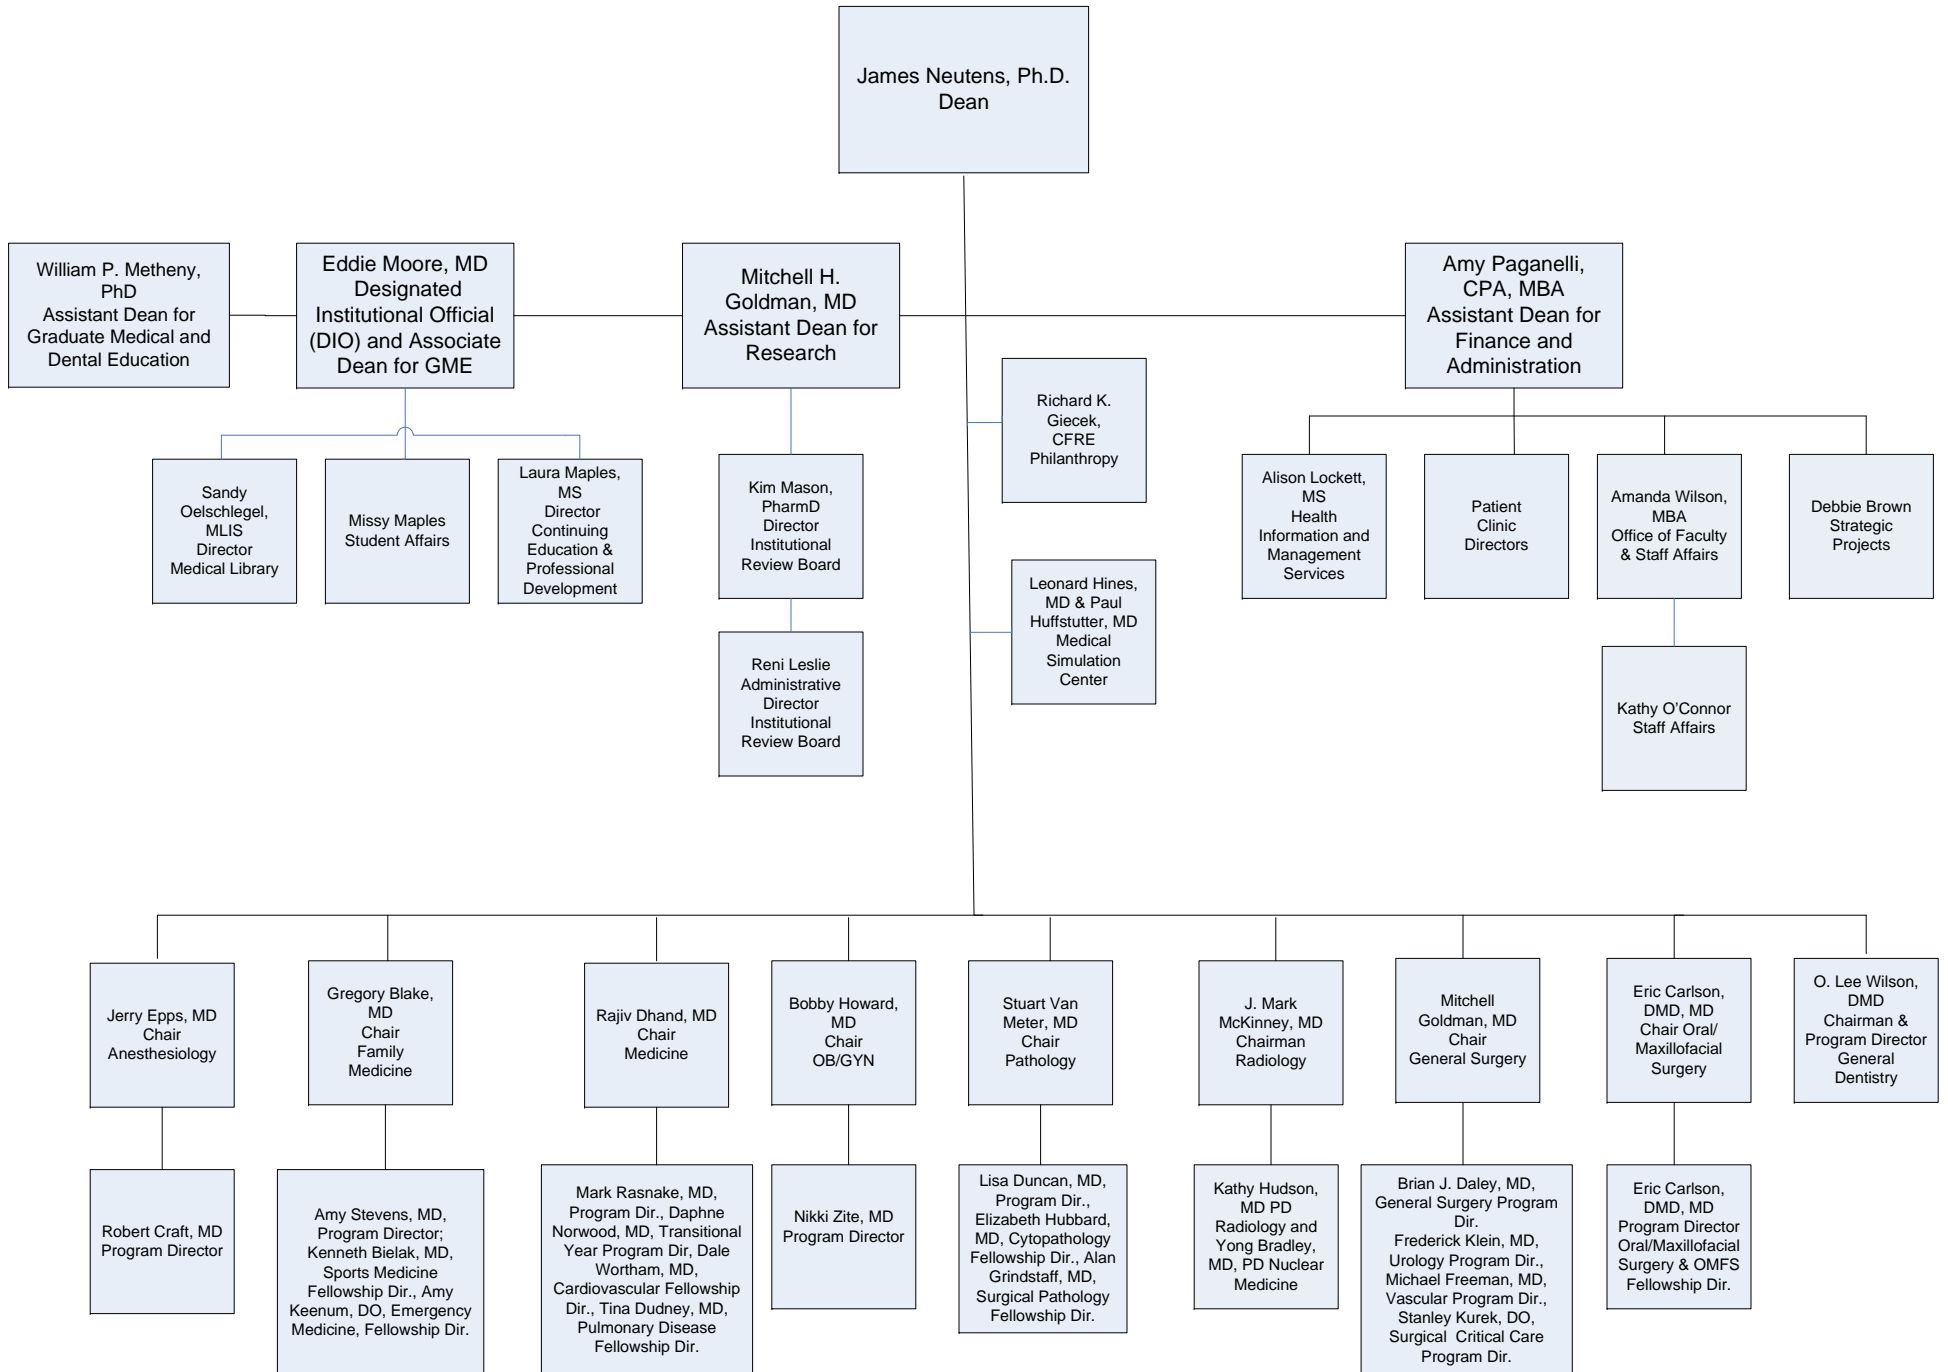 James Neutens, Ph.D.
Dean
William P. Metheny,
PhD
Assistant Dean for
Graduate Medical and
Dental Education
Eddie Moore, MD
Designated
Institutional Official
(DIO) and Associate
Dean for GME
Mitchell H.
Goldman, MD
Assistant Dean for
Research
Amy Paganelli,
CPA, MBA
Assistant Dean for
Finance and
Administration
Richard K.
Giecek,
CFRE
Philanthropy
Sandy
Oelschlegel,
MLIS
Director
Medical Library
Missy Maples
Student Affairs
Laura Maples,
MS
Director
Continuing
Education &
Professional
Development
Kim Mason,
PharmD
Director
Institutional
Review Board
Alison Lockett,
MS
Health
Information and
Management
Services
Patient
Clinic
Directors
Amanda Wilson,
MBA
Office of Faculty
& Staff Affairs
Debbie Brown
Strategic
Projects
Leonard Hines,
MD & Paul
Huffstutter, MD
Medical
Simulation
Center
Reni Leslie
Administrative
Director
Institutional
Review Board
Kathy O’Connor
Staff Affairs
Jerry Epps, MD
Chair
Anesthesiology
Gregory Blake,
MD
Chair
Family
Medicine
Rajiv Dhand, MD
Chair
Medicine
Bobby Howard,
MD
Chair
OB/GYN
Stuart Van
Meter, MD
Chair
Pathology
J. Mark
McKinney, MD
Chairman
Radiology
Mitchell
Goldman, MD
Chair
General Surgery
Eric Carlson,
DMD, MD
Chair Oral/
Maxillofacial
Surgery
O. Lee Wilson,
DMD
Chairman &
Program Director
General
Dentistry
Robert Craft, MD
Program Director
Amy Stevens, MD,
Program Director;
Kenneth Bielak, MD,
Sports Medicine
Fellowship Dir., Amy
Keenum, DO, Emergency
Medicine, Fellowship Dir.
Mark Rasnake, MD,
Program Dir., Daphne
Norwood, MD, Transitional
Year Program Dir, Dale
Wortham, MD,
Cardiovascular Fellowship
Dir., Tina Dudney, MD,
Pulmonary Disease
Fellowship Dir.
Nikki Zite, MD
Program Director
Lisa Duncan, MD,
Program Dir.,
Elizabeth Hubbard,
MD, Cytopathology
Fellowship Dir., Alan
Grindstaff, MD,
Surgical Pathology
Fellowship Dir.
Kathy Hudson,
MD PD
Radiology and
Yong Bradley,
MD, PD Nuclear
Medicine
Brian J. Daley, MD,
General Surgery Program
Dir.
Frederick Klein, MD,
Urology Program Dir.,
Michael Freeman, MD,
Vascular Program Dir.,
Stanley Kurek, DO,
Surgical Critical Care
Program Dir.
Eric Carlson,
DMD, MD
Program Director
Oral/Maxillofacial
Surgery & OMFS
Fellowship Dir.